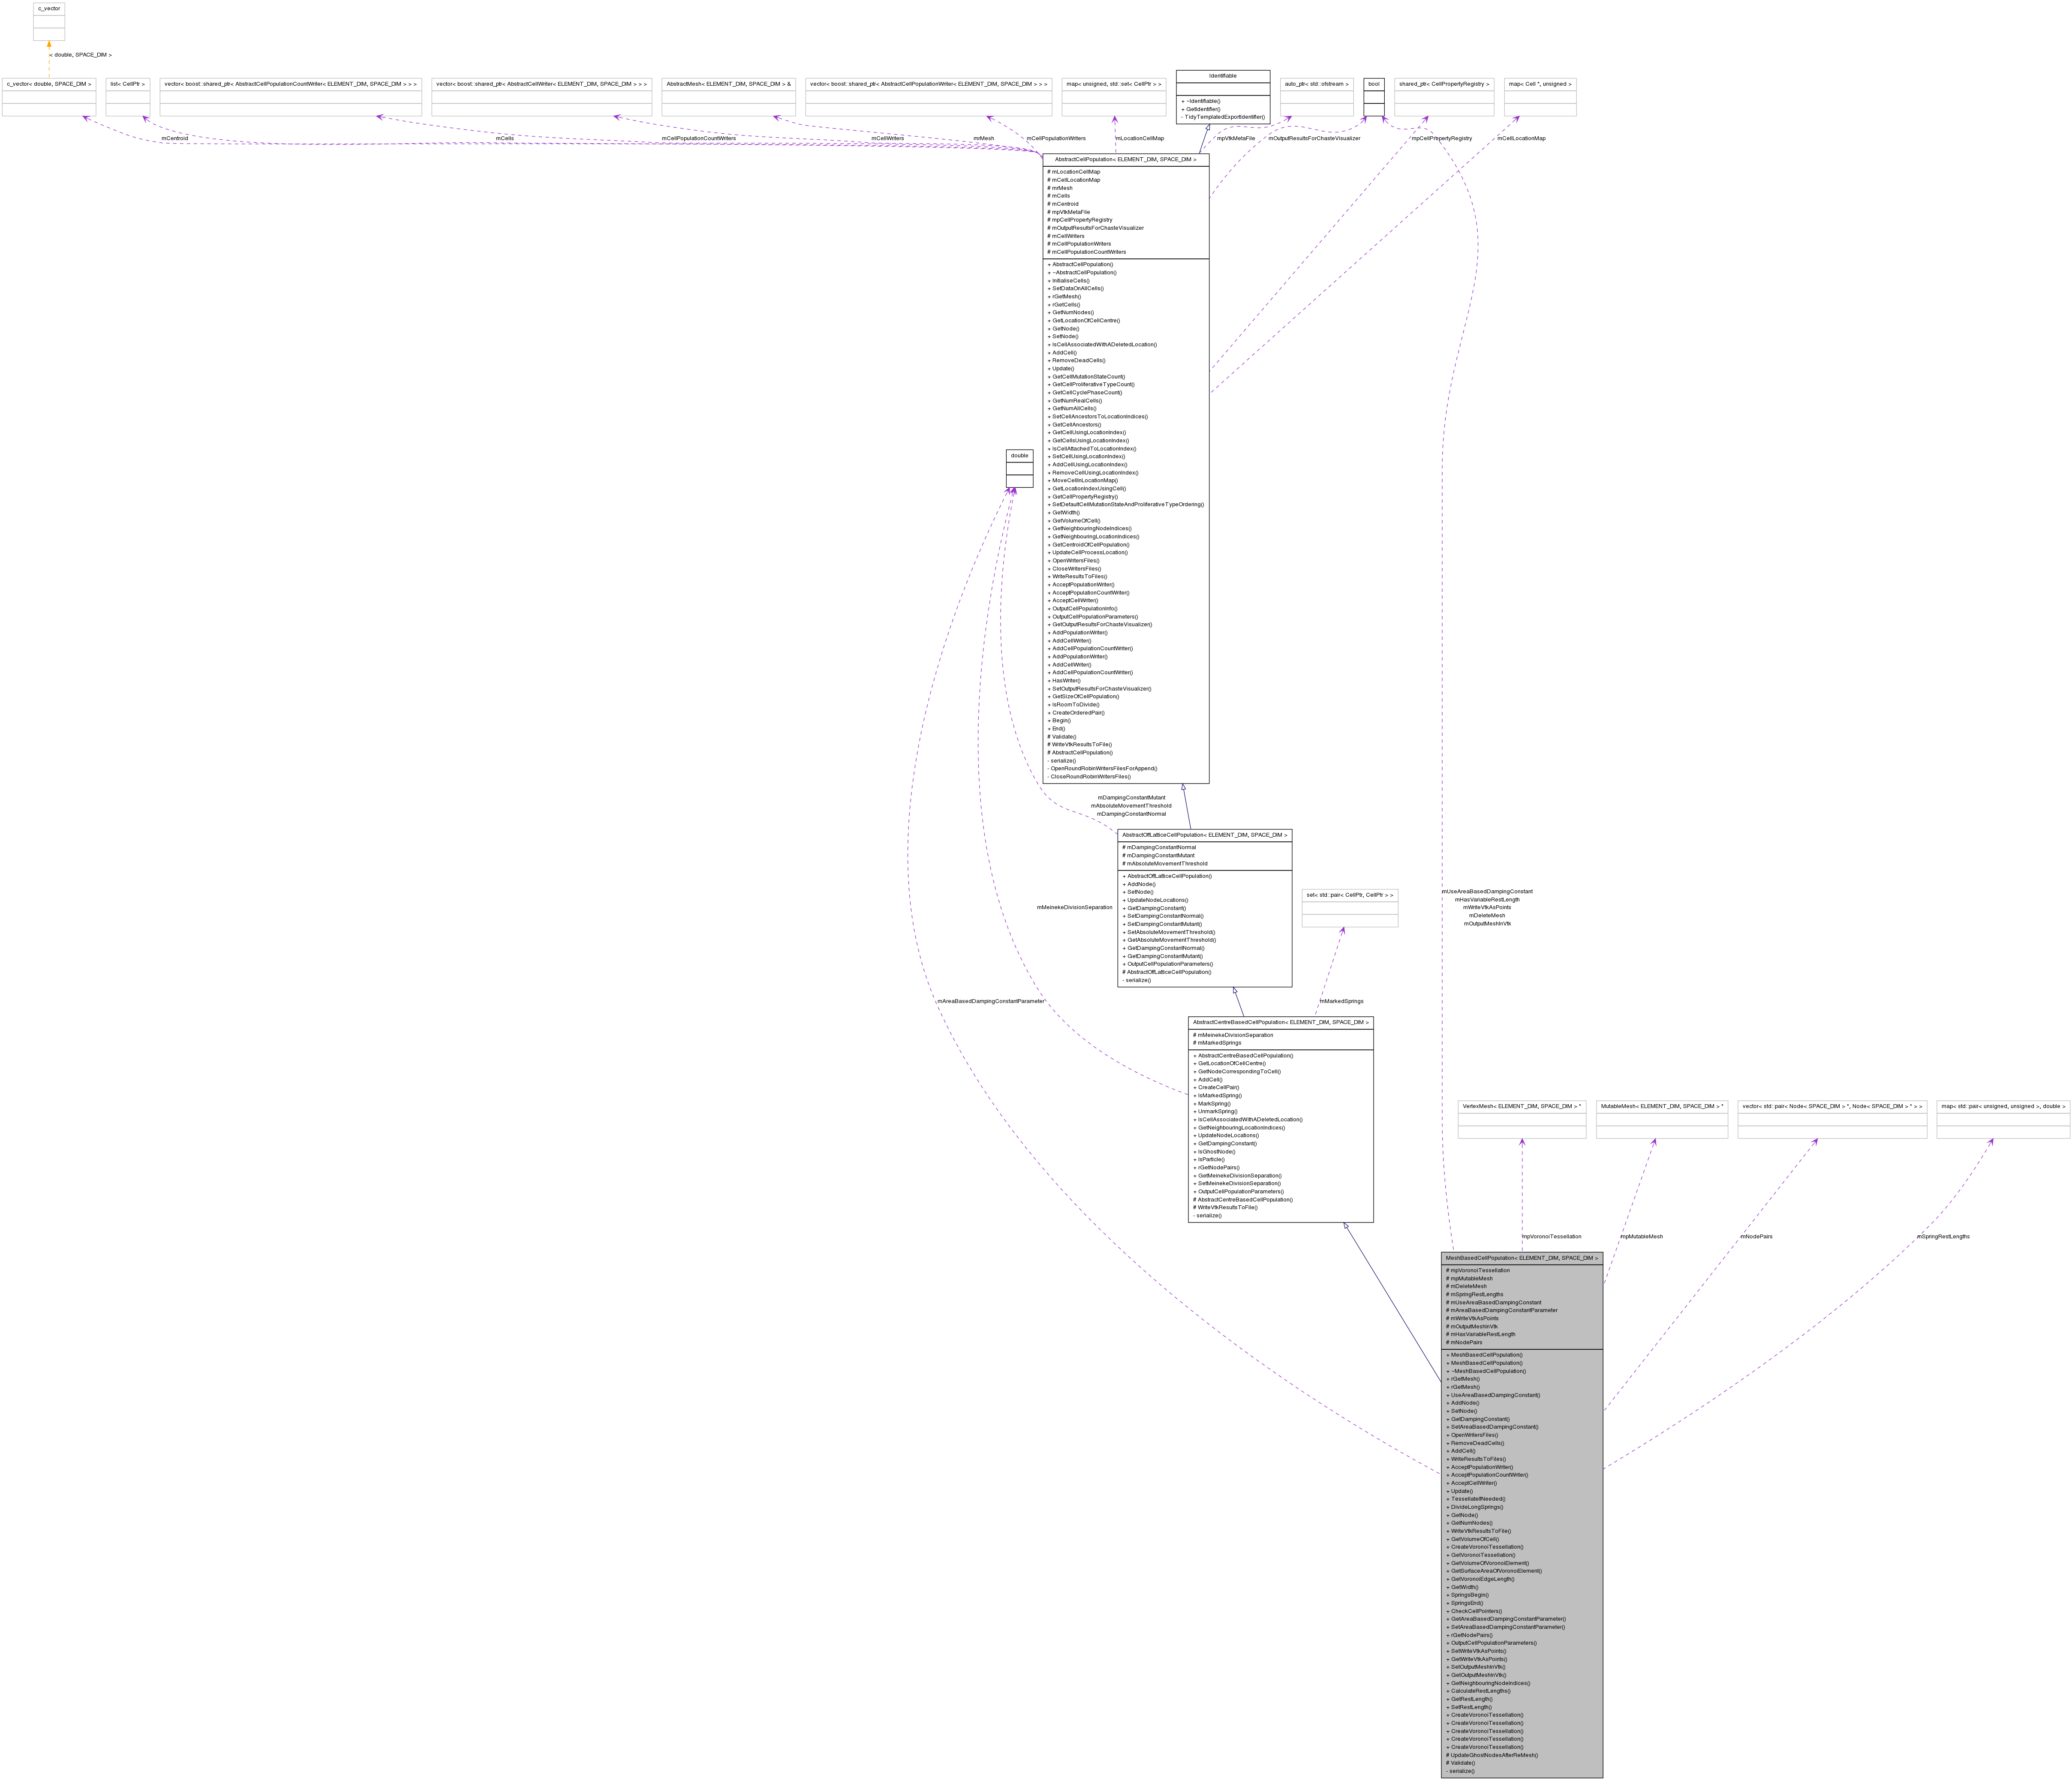 c_vector
< double, SPACE_DIM >
c_vector< double, SPACE_DIM >
list< CellPtr >
vector< boost::shared_ptr< AbstractCellPopulationCountWriter< ELEMENT_DIM, SPACE_DIM > > >
vector< boost::shared_ptr< AbstractCellWriter< ELEMENT_DIM, SPACE_DIM > > >
AbstractMesh< ELEMENT_DIM, SPACE_DIM > &
vector< boost::shared_ptr< AbstractCellPopulationWriter< ELEMENT_DIM, SPACE_DIM > > >
map< unsigned, std::set< CellPtr > >
Identifiable
+ ~Identifiable()
+ GetIdentifier()
- TidyTemplatedExportIdentifier()
auto_ptr< std::ofstream >
bool
shared_ptr< CellPropertyRegistry >
map< Cell *, unsigned >
mCentroid
mCells
mCellPopulationCountWriters
mCellWriters
mrMesh
mCellPopulationWriters
mLocationCellMap
mpVtkMetaFile
mOutputResultsForChasteVisualizer
mpCellPropertyRegistry
mCellLocationMap
AbstractCellPopulation< ELEMENT_DIM, SPACE_DIM >
# mLocationCellMap
# mCellLocationMap
# mrMesh
# mCells
# mCentroid
# mpVtkMetaFile
# mpCellPropertyRegistry
# mOutputResultsForChasteVisualizer
# mCellWriters
# mCellPopulationWriters
# mCellPopulationCountWriters
+ AbstractCellPopulation()
+ ~AbstractCellPopulation()
+ InitialiseCells()
+ SetDataOnAllCells()
+ rGetMesh()
+ rGetCells()
+ GetNumNodes()
+ GetLocationOfCellCentre()
+ GetNode()
+ SetNode()
+ IsCellAssociatedWithADeletedLocation()
+ AddCell()
+ RemoveDeadCells()
+ Update()
+ GetCellMutationStateCount()
+ GetCellProliferativeTypeCount()
+ GetCellCyclePhaseCount()
+ GetNumRealCells()
+ GetNumAllCells()
+ SetCellAncestorsToLocationIndices()
+ GetCellAncestors()
+ GetCellUsingLocationIndex()
+ GetCellsUsingLocationIndex()
+ IsCellAttachedToLocationIndex()
+ SetCellUsingLocationIndex()
+ AddCellUsingLocationIndex()
+ RemoveCellUsingLocationIndex()
+ MoveCellInLocationMap()
+ GetLocationIndexUsingCell()
+ GetCellPropertyRegistry()
+ SetDefaultCellMutationStateAndProliferativeTypeOrdering()
+ GetWidth()
+ GetVolumeOfCell()
+ GetNeighbouringNodeIndices()
+ GetNeighbouringLocationIndices()
+ GetCentroidOfCellPopulation()
+ UpdateCellProcessLocation()
+ OpenWritersFiles()
+ CloseWritersFiles()
+ WriteResultsToFiles()
+ AcceptPopulationWriter()
+ AcceptPopulationCountWriter()
+ AcceptCellWriter()
+ OutputCellPopulationInfo()
+ OutputCellPopulationParameters()
+ GetOutputResultsForChasteVisualizer()
+ AddPopulationWriter()
+ AddCellWriter()
+ AddCellPopulationCountWriter()
+ AddPopulationWriter()
+ AddCellWriter()
+ AddCellPopulationCountWriter()
+ HasWriter()
+ SetOutputResultsForChasteVisualizer()
+ GetSizeOfCellPopulation()
+ IsRoomToDivide()
+ CreateOrderedPair()
+ Begin()
+ End()
# Validate()
# WriteVtkResultsToFile()
# AbstractCellPopulation()
- serialize()
- OpenRoundRobinWritersFilesForAppend()
- CloseRoundRobinWritersFiles()
double
mDampingConstantMutant
mAbsoluteMovementThreshold
mDampingConstantNormal
AbstractOffLatticeCellPopulation< ELEMENT_DIM, SPACE_DIM >
# mDampingConstantNormal
# mDampingConstantMutant
# mAbsoluteMovementThreshold
+ AbstractOffLatticeCellPopulation()
+ AddNode()
+ SetNode()
+ UpdateNodeLocations()
+ GetDampingConstant()
+ SetDampingConstantNormal()
+ SetDampingConstantMutant()
+ SetAbsoluteMovementThreshold()
+ GetAbsoluteMovementThreshold()
+ GetDampingConstantNormal()
+ GetDampingConstantMutant()
+ OutputCellPopulationParameters()
# AbstractOffLatticeCellPopulation()
- serialize()
mMeinekeDivisionSeparation
set< std::pair< CellPtr, CellPtr > >
mUseAreaBasedDampingConstant
mHasVariableRestLength
mWriteVtkAsPoints
mDeleteMesh
mOutputMeshInVtk
mAreaBasedDampingConstantParameter
mMarkedSprings
AbstractCentreBasedCellPopulation< ELEMENT_DIM, SPACE_DIM >
# mMeinekeDivisionSeparation
# mMarkedSprings
+ AbstractCentreBasedCellPopulation()
+ GetLocationOfCellCentre()
+ GetNodeCorrespondingToCell()
+ AddCell()
+ CreateCellPair()
+ IsMarkedSpring()
+ MarkSpring()
+ UnmarkSpring()
+ IsCellAssociatedWithADeletedLocation()
+ GetNeighbouringLocationIndices()
+ UpdateNodeLocations()
+ GetDampingConstant()
+ IsGhostNode()
+ IsParticle()
+ rGetNodePairs()
+ GetMeinekeDivisionSeparation()
+ SetMeinekeDivisionSeparation()
+ OutputCellPopulationParameters()
# AbstractCentreBasedCellPopulation()
# WriteVtkResultsToFile()
- serialize()
VertexMesh< ELEMENT_DIM, SPACE_DIM > *
MutableMesh< ELEMENT_DIM, SPACE_DIM > *
vector< std::pair< Node< SPACE_DIM > *, Node< SPACE_DIM > * > >
map< std::pair< unsigned, unsigned >, double >
mpVoronoiTessellation
mpMutableMesh
mNodePairs
mSpringRestLengths
MeshBasedCellPopulation< ELEMENT_DIM, SPACE_DIM >
# mpVoronoiTessellation
# mpMutableMesh
# mDeleteMesh
# mSpringRestLengths
# mUseAreaBasedDampingConstant
# mAreaBasedDampingConstantParameter
# mWriteVtkAsPoints
# mOutputMeshInVtk
# mHasVariableRestLength
# mNodePairs
+ MeshBasedCellPopulation()
+ MeshBasedCellPopulation()
+ ~MeshBasedCellPopulation()
+ rGetMesh()
+ rGetMesh()
+ UseAreaBasedDampingConstant()
+ AddNode()
+ SetNode()
+ GetDampingConstant()
+ SetAreaBasedDampingConstant()
+ OpenWritersFiles()
+ RemoveDeadCells()
+ AddCell()
+ WriteResultsToFiles()
+ AcceptPopulationWriter()
+ AcceptPopulationCountWriter()
+ AcceptCellWriter()
+ Update()
+ TessellateIfNeeded()
+ DivideLongSprings()
+ GetNode()
+ GetNumNodes()
+ WriteVtkResultsToFile()
+ GetVolumeOfCell()
+ CreateVoronoiTessellation()
+ GetVoronoiTessellation()
+ GetVolumeOfVoronoiElement()
+ GetSurfaceAreaOfVoronoiElement()
+ GetVoronoiEdgeLength()
+ GetWidth()
+ SpringsBegin()
+ SpringsEnd()
+ CheckCellPointers()
+ GetAreaBasedDampingConstantParameter()
+ SetAreaBasedDampingConstantParameter()
+ rGetNodePairs()
+ OutputCellPopulationParameters()
+ SetWriteVtkAsPoints()
+ GetWriteVtkAsPoints()
+ SetOutputMeshInVtk()
+ GetOutputMeshInVtk()
+ GetNeighbouringNodeIndices()
+ CalculateRestLengths()
+ GetRestLength()
+ SetRestLength()
+ CreateVoronoiTessellation()
+ CreateVoronoiTessellation()
+ CreateVoronoiTessellation()
+ CreateVoronoiTessellation()
+ CreateVoronoiTessellation()
# UpdateGhostNodesAfterReMesh()
# Validate()
- serialize()